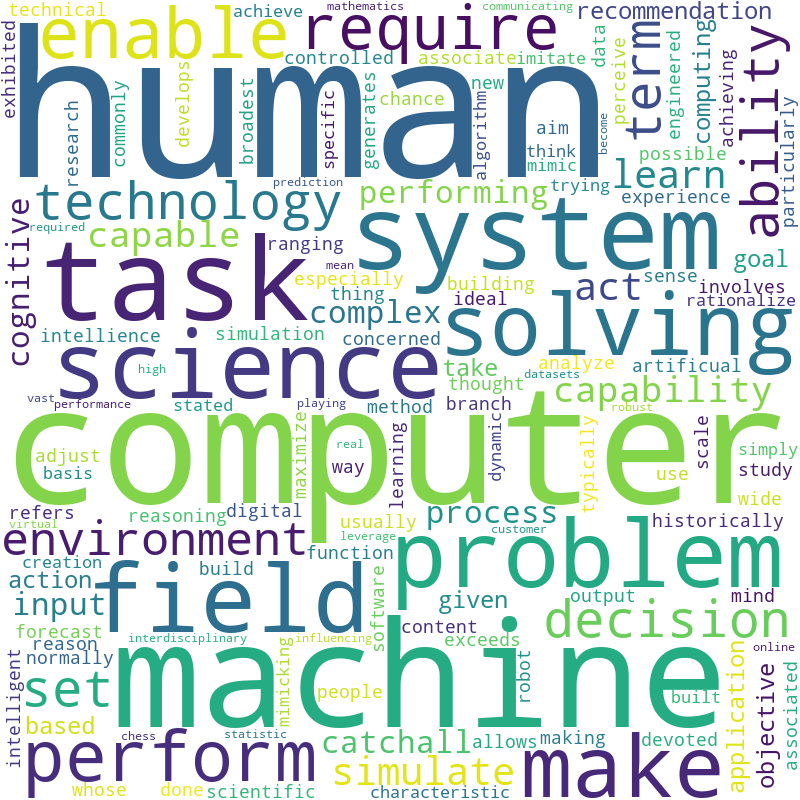 technical
achieve
mathematics
communicating
recommendation
exhibited
enable
require
controlled
associate
imitate
data
perceive
engineered
computing
achieving
ability
particularly
human
term
commonly
develops
broadest
specific
generates
chance
new
algorithm
aim
think
mimic
become
possible
research
prediction
trying
learn
experience
technology
performing
required
capable
ranging
system
act
sense
goal
cognitive
task
mean
especially
building
involves
thing
ideal
rationalize
intellience
simulation
complex
concerned
solving
science
high
take
analyze
artificual
datasets
thought
capability
vast
performance
stated
playing
method
branch
robust
computer
adjust
basis
maximize
real
way
learning
dynamic
typically
use
scale
simply
study
wide
refers
virtual
reasoning
digital
usually
leverage
process
customer
historically
environment
function
problem
creation
action
field
build
software
input
given
output
mind
forecast
interdisciplinary
influencing
content
exceeds
decision
reason
normally
intelligent
machine
online
set
mimicking
people
robot
built
application
objective
associated
based
chess
statistic
catchall
allows
making
devoted
perform
simulate
make
whose
done
scientific
characteristic